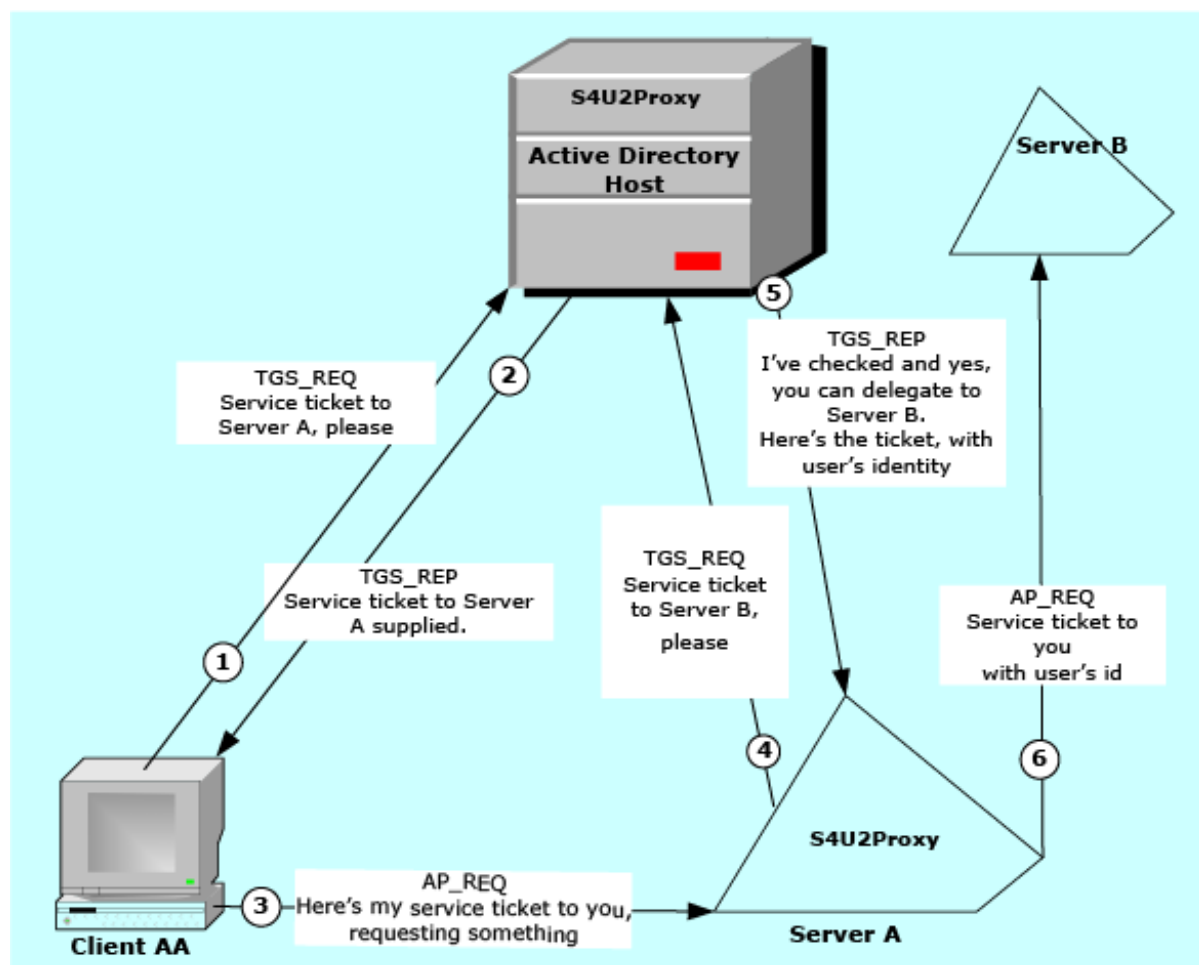 S4U2Proxy
Active Directory
Host
Server B
5
TGS_REP
I've checked and yes,
you can delegate to
Server B.
Here's the ticket, with
user's identity
2
TGS_REQ
Service ticket to
Server A, please
TGS_REQ
Service ticket
to Server B,
please
TGS_REP
Service ticket to Server
A supplied.
AP_REQ
Service ticket to
you
with user's id
1
4
6
S4U2Proxy
3
AP_REQ
Here's my service ticket to you,
requesting something
Client AA
Server A